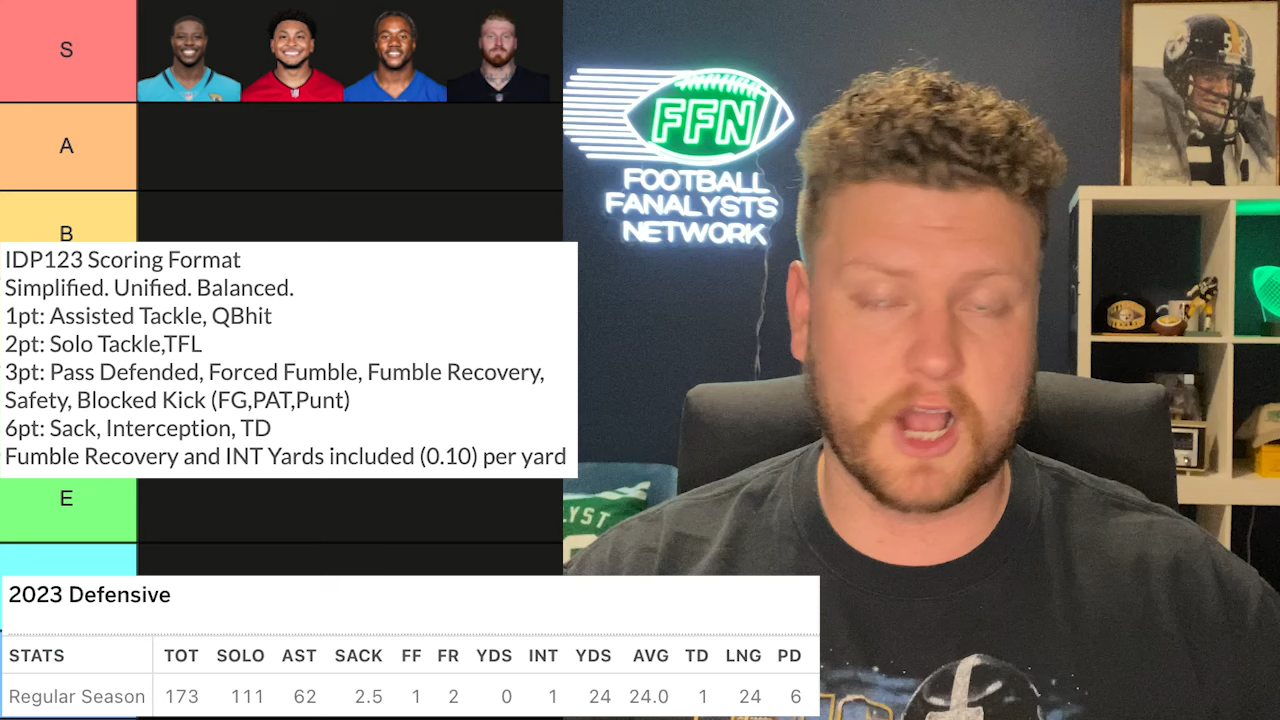 S
A
B
IDP123 Scoring Format
Simplified. Unified. Balanced.
1pt: Assisted Tackle, QBhit
2pt: Solo Tackle,TFL
3pt: Pass Defended, Forced Fumble, Fumble Recovery,
Safety, Blocked Kick (FG,PAT,Punt)
6pt: Sack, Interception, TD
Fumble Recovery and INT Yards included (0.10) per yard
E
2023 Defensive
STATS TOT SOLO AST SACK FF FR YDS INT YDS AVG TD LNG PD
Regular Season 173 111 62 2.5 1 2 0 1 24 24.0 1 24 6
FFN
FOOTBALL
FANALYSTS
NETWORK
58
LYST